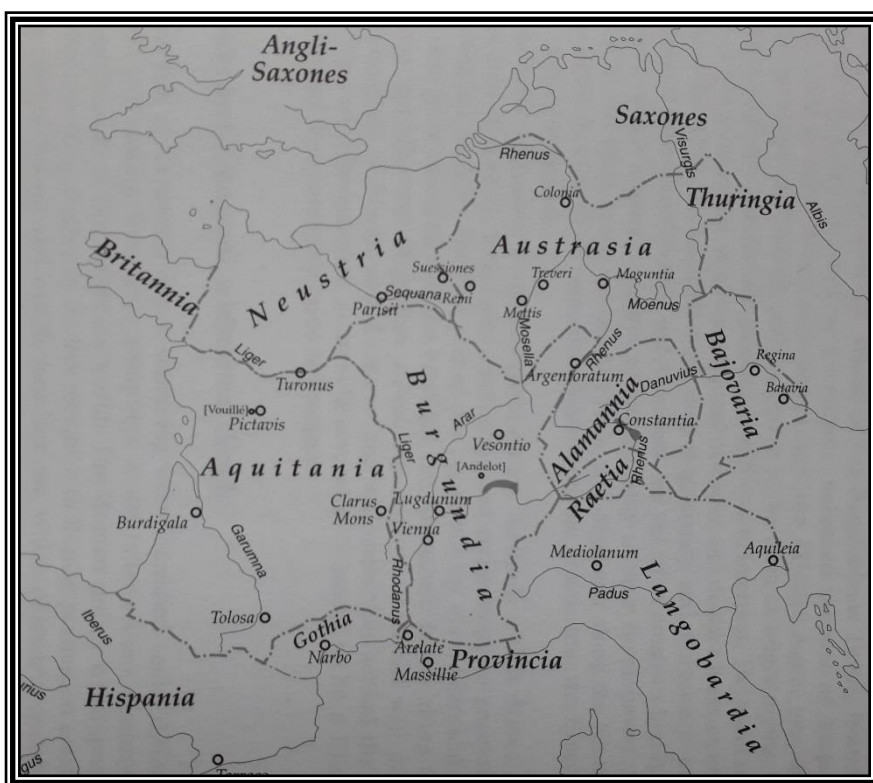 Angli-
Saxones
Saxones
Visurgis
Rhenus
Thuringia
Albis
Colonia
Britannia
Neustria
Austrasia
Suessiones
Remi
Treveri
Moguntia
Sequana
Parisii
Mettis
Moenus
Mosella
Rhenus
Liger
Turonus
Argentoratum
Danuvius
Bajovaria
Regina
Batavia
[Vouillé]
Pictavis
Burgundia
Arar
Vesontio
Alamannia
Constantia
Liger
[Andelot]
Aquitania
Raetia
Rhenus
Clarus
Mons
Lugdunum
Burdigala
Vienna
Garumna
Mediolanum
Aquileia
Rhodanus
Padus
Langobardia
Iberus
Tolosa
Gothia
Narbo
Arelate
Massillie
Provincia
Hispania